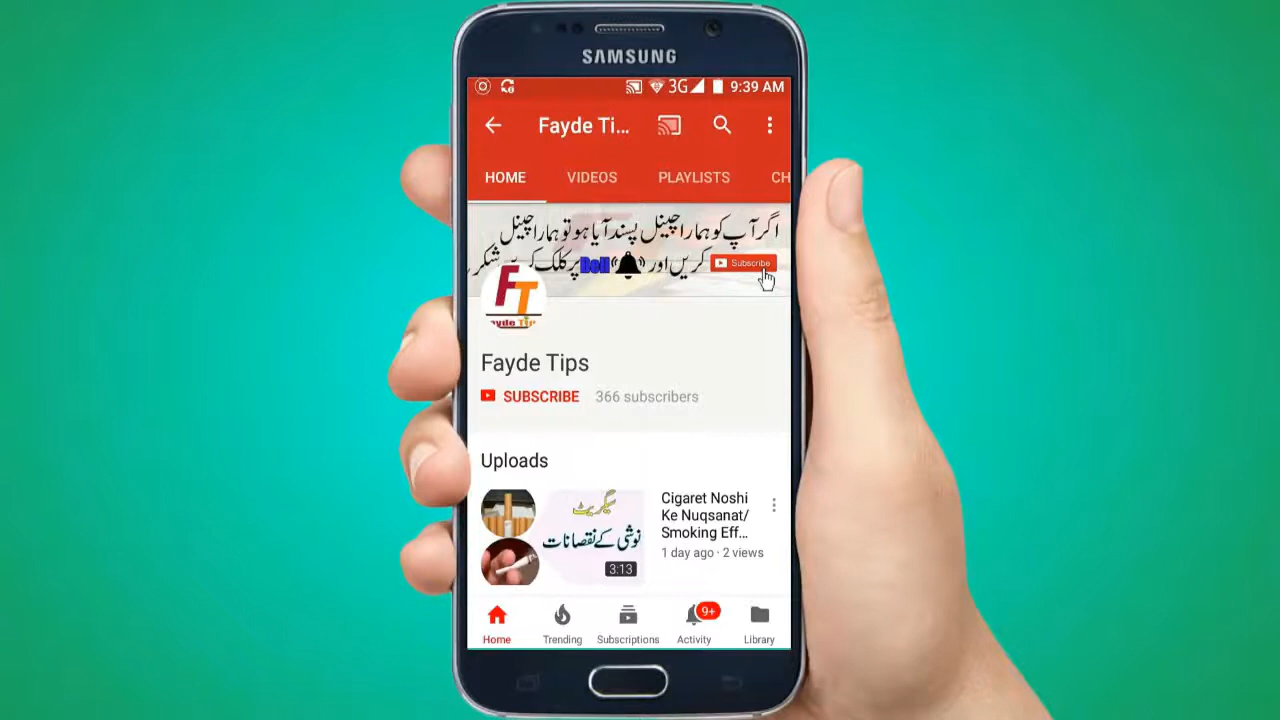 SAMSUNG
3G 9:39 AM
Fayde Ti...
HOME VIDEOS PLAYLISTS CH
اگر آپ کو ہمارا چینل پسند آیا ہو تو ہمارا چینل
Subscribe کریں اور Bell پر کلک کریں شکر
FT
Fayde Tips
SUBSCRIBE 366 subscribers
Uploads
سیگریٹ
نوشی کے نقصانات
3:13
Cigaret Noshi
Ke Nuqsanat/
Smoking Eff...
1 day ago · 2 views
9+
Home Trending Subscriptions Activity Library